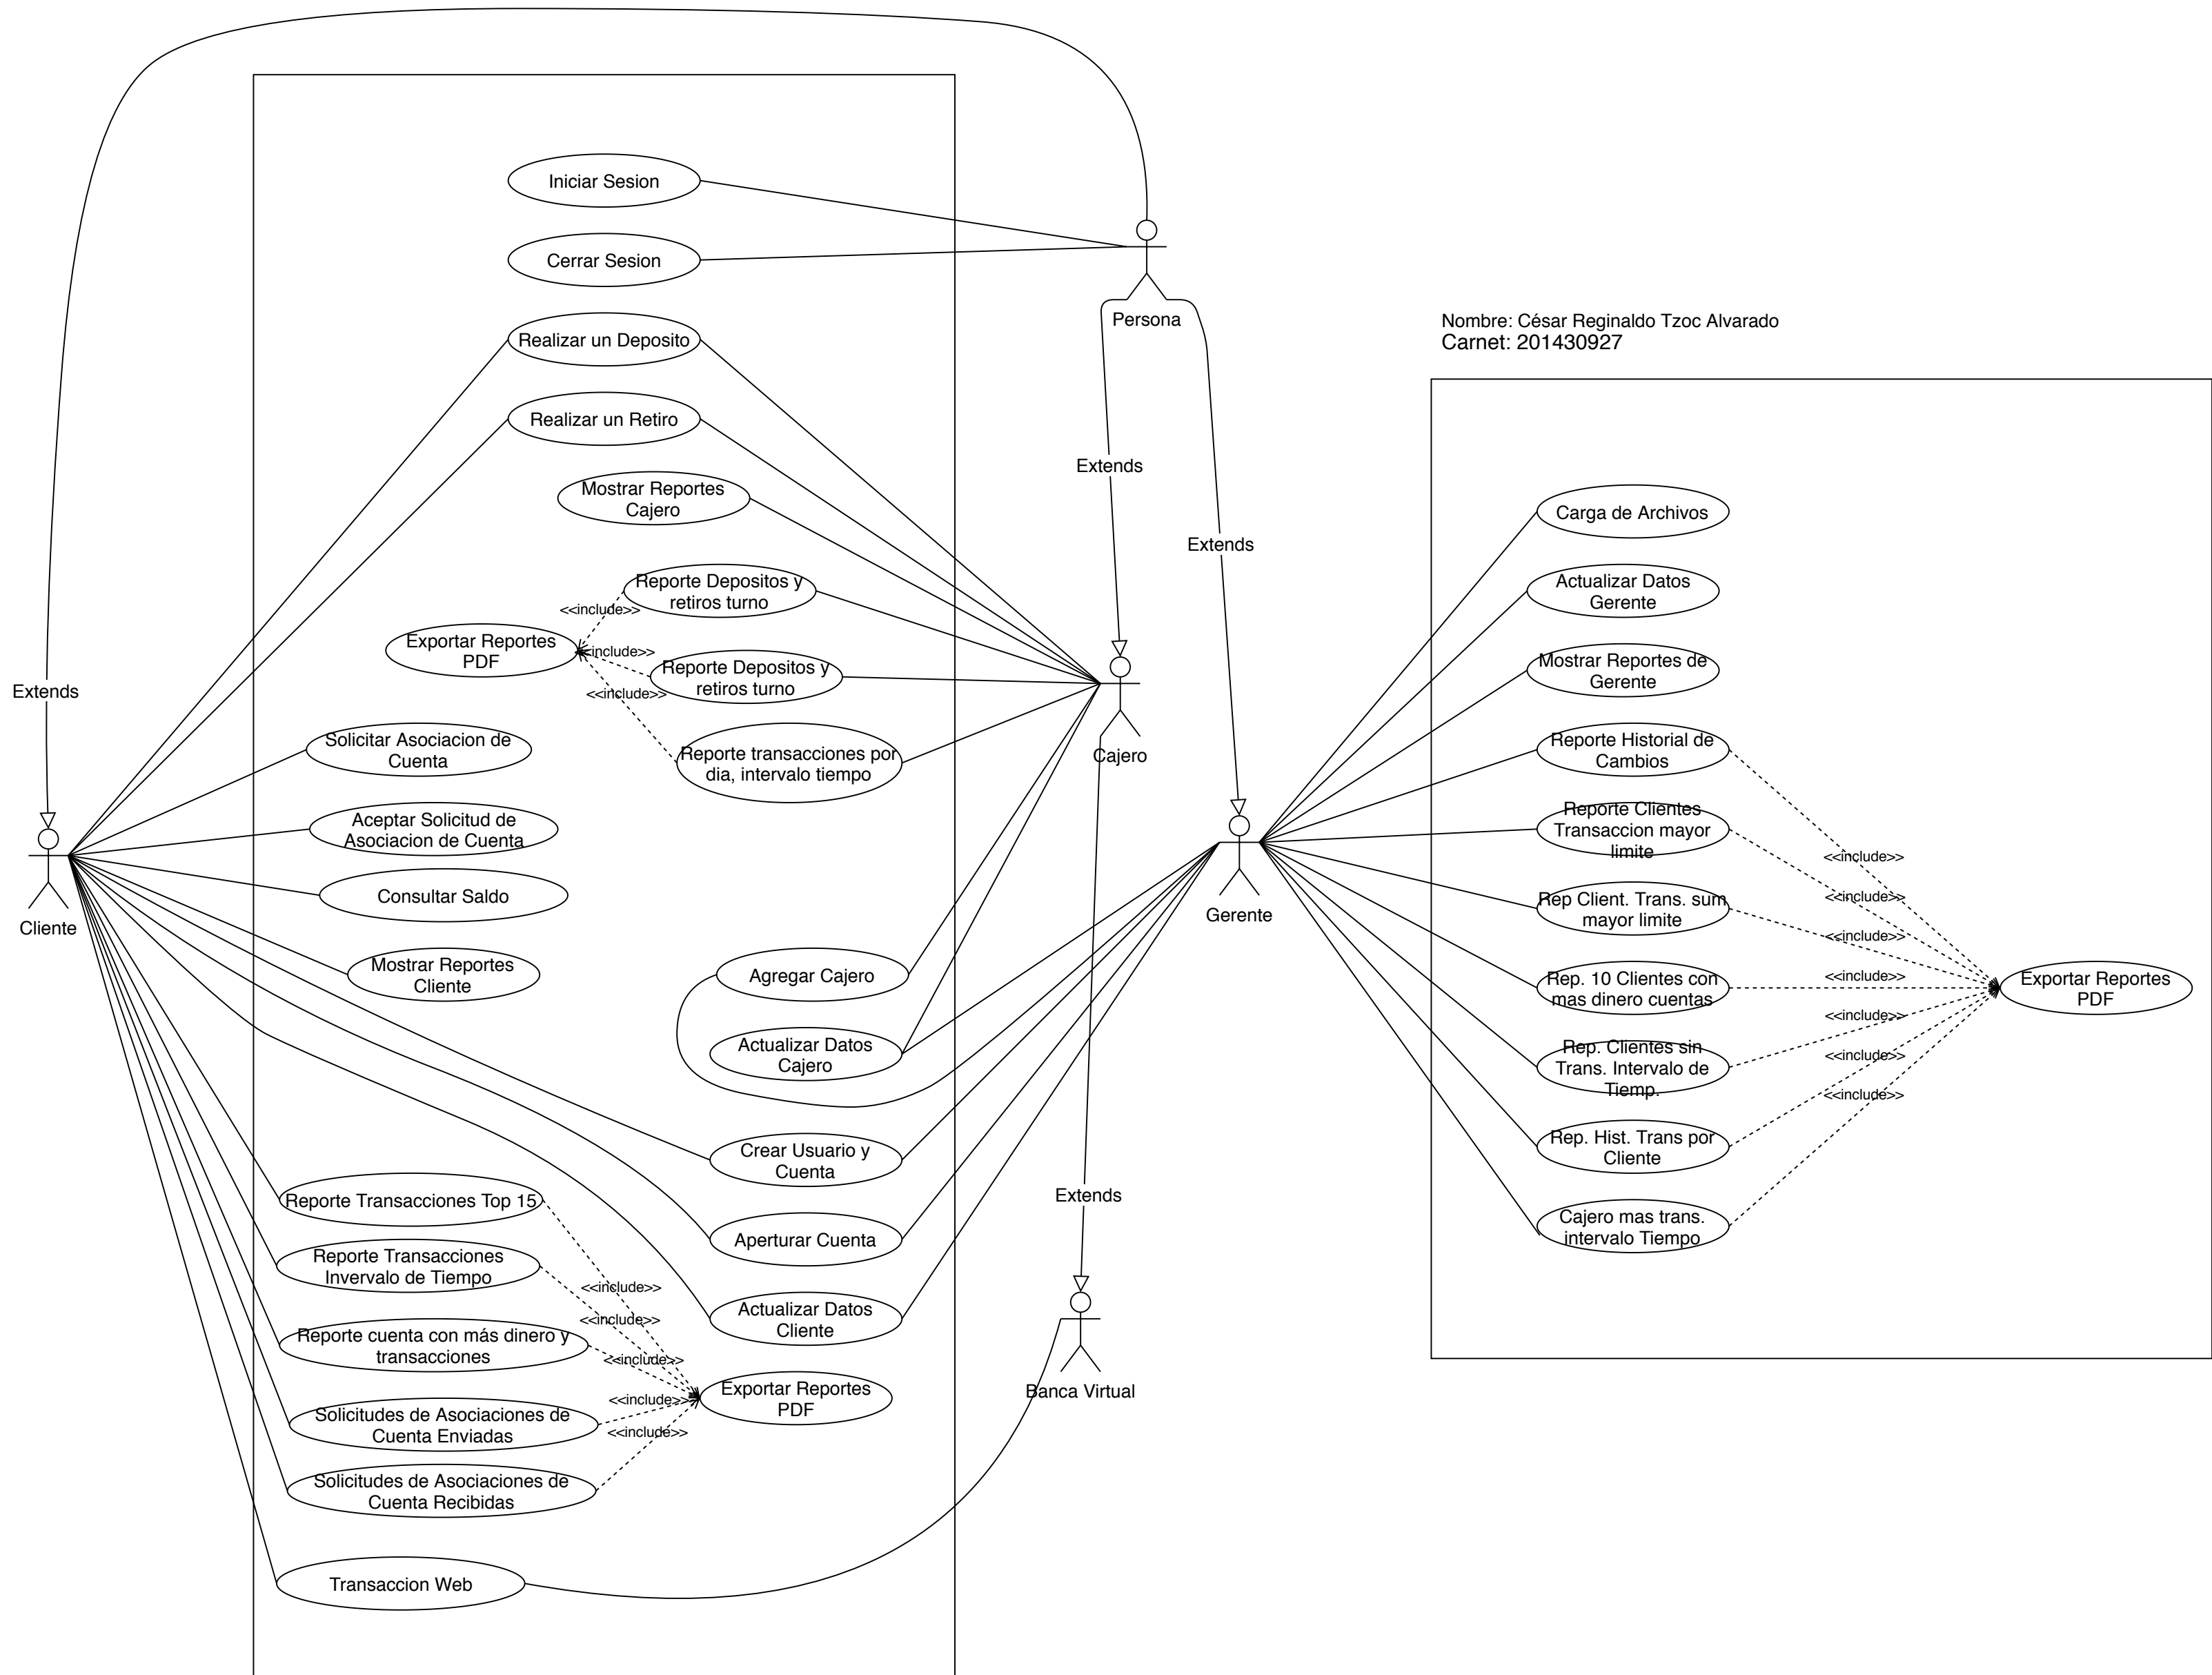 Iniciar Sesion
Cerrar Sesion
Persona
Nombre: César Reginaldo Tzoc Alvarado
Carnet: 201430927
Realizar un Deposito
Realizar un Retiro
Extends
Mostrar Reportes
Cajero
Extends
Carga de Archivos
Reporte Depositos y
retiros turno
<<include>>
Actualizar Datos
Gerente
Exportar Reportes
PDF
<<include>>
Reporte Depositos y
retiros turno
<<include>>
Mostrar Reportes de
Gerente
Extends
Solicitar Asociacion de
Cuenta
Reporte transacciones por
dia, intervalo tiempo
Cajero
Reporte Historial de
Cambios
Aceptar Solicitud de
Asociacion de Cuenta
Reporte Clientes
Transaccion mayor
limite
<<include>>
Consultar Saldo
<<include>>
Cliente
Gerente
Rep Client. Trans. sum
mayor limite
<<include>>
Mostrar Reportes
Cliente
Agregar Cajero
Rep. 10 Clientes con
mas dinero cuentas
<<include>>
Exportar Reportes
PDF
<<include>>
Actualizar Datos
Cajero
Rep. Clientes sin
Trans. Intervalo de
Tiemp.
<<include>>
<<include>>
Crear Usuario y
Cuenta
Rep. Hist. Trans por
Cliente
Reporte Transacciones Top 15
Extends
Aperturar Cuenta
Cajero mas trans.
intervalo Tiempo
Reporte Transacciones
Invervalo de Tiempo
<<include>>
<<include>>
Actualizar Datos
Cliente
Reporte cuenta con más dinero y
transacciones
<<include>>
Exportar Reportes
PDF
Banca Virtual
<<include>>
Solicitudes de Asociaciones de
Cuenta Enviadas
<<include>>
Solicitudes de Asociaciones de
Cuenta Recibidas
Transaccion Web